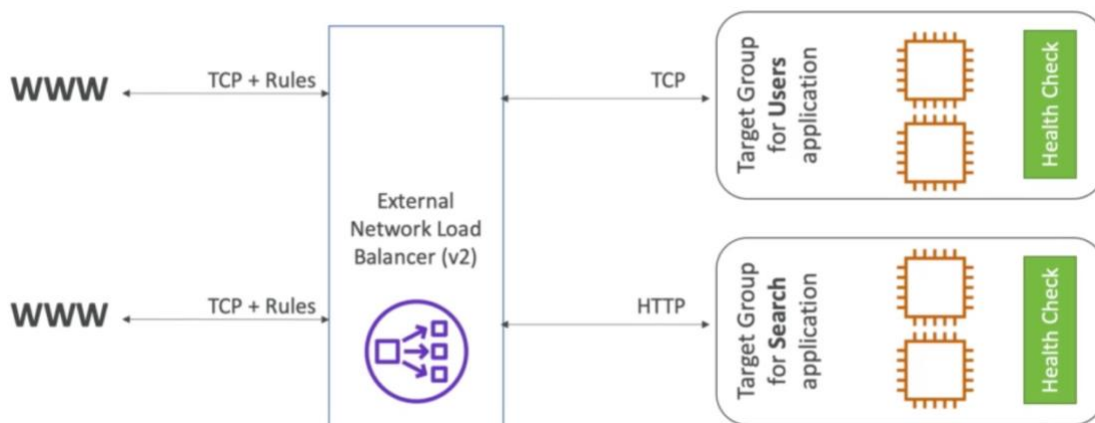 WWW
TCP + Rules
External
Network Load
Balancer (v2)
TCP
Target Group
for Users
application
Health Check
WWW
TCP + Rules
HTTP
Target Group
for Search
application
Health Check